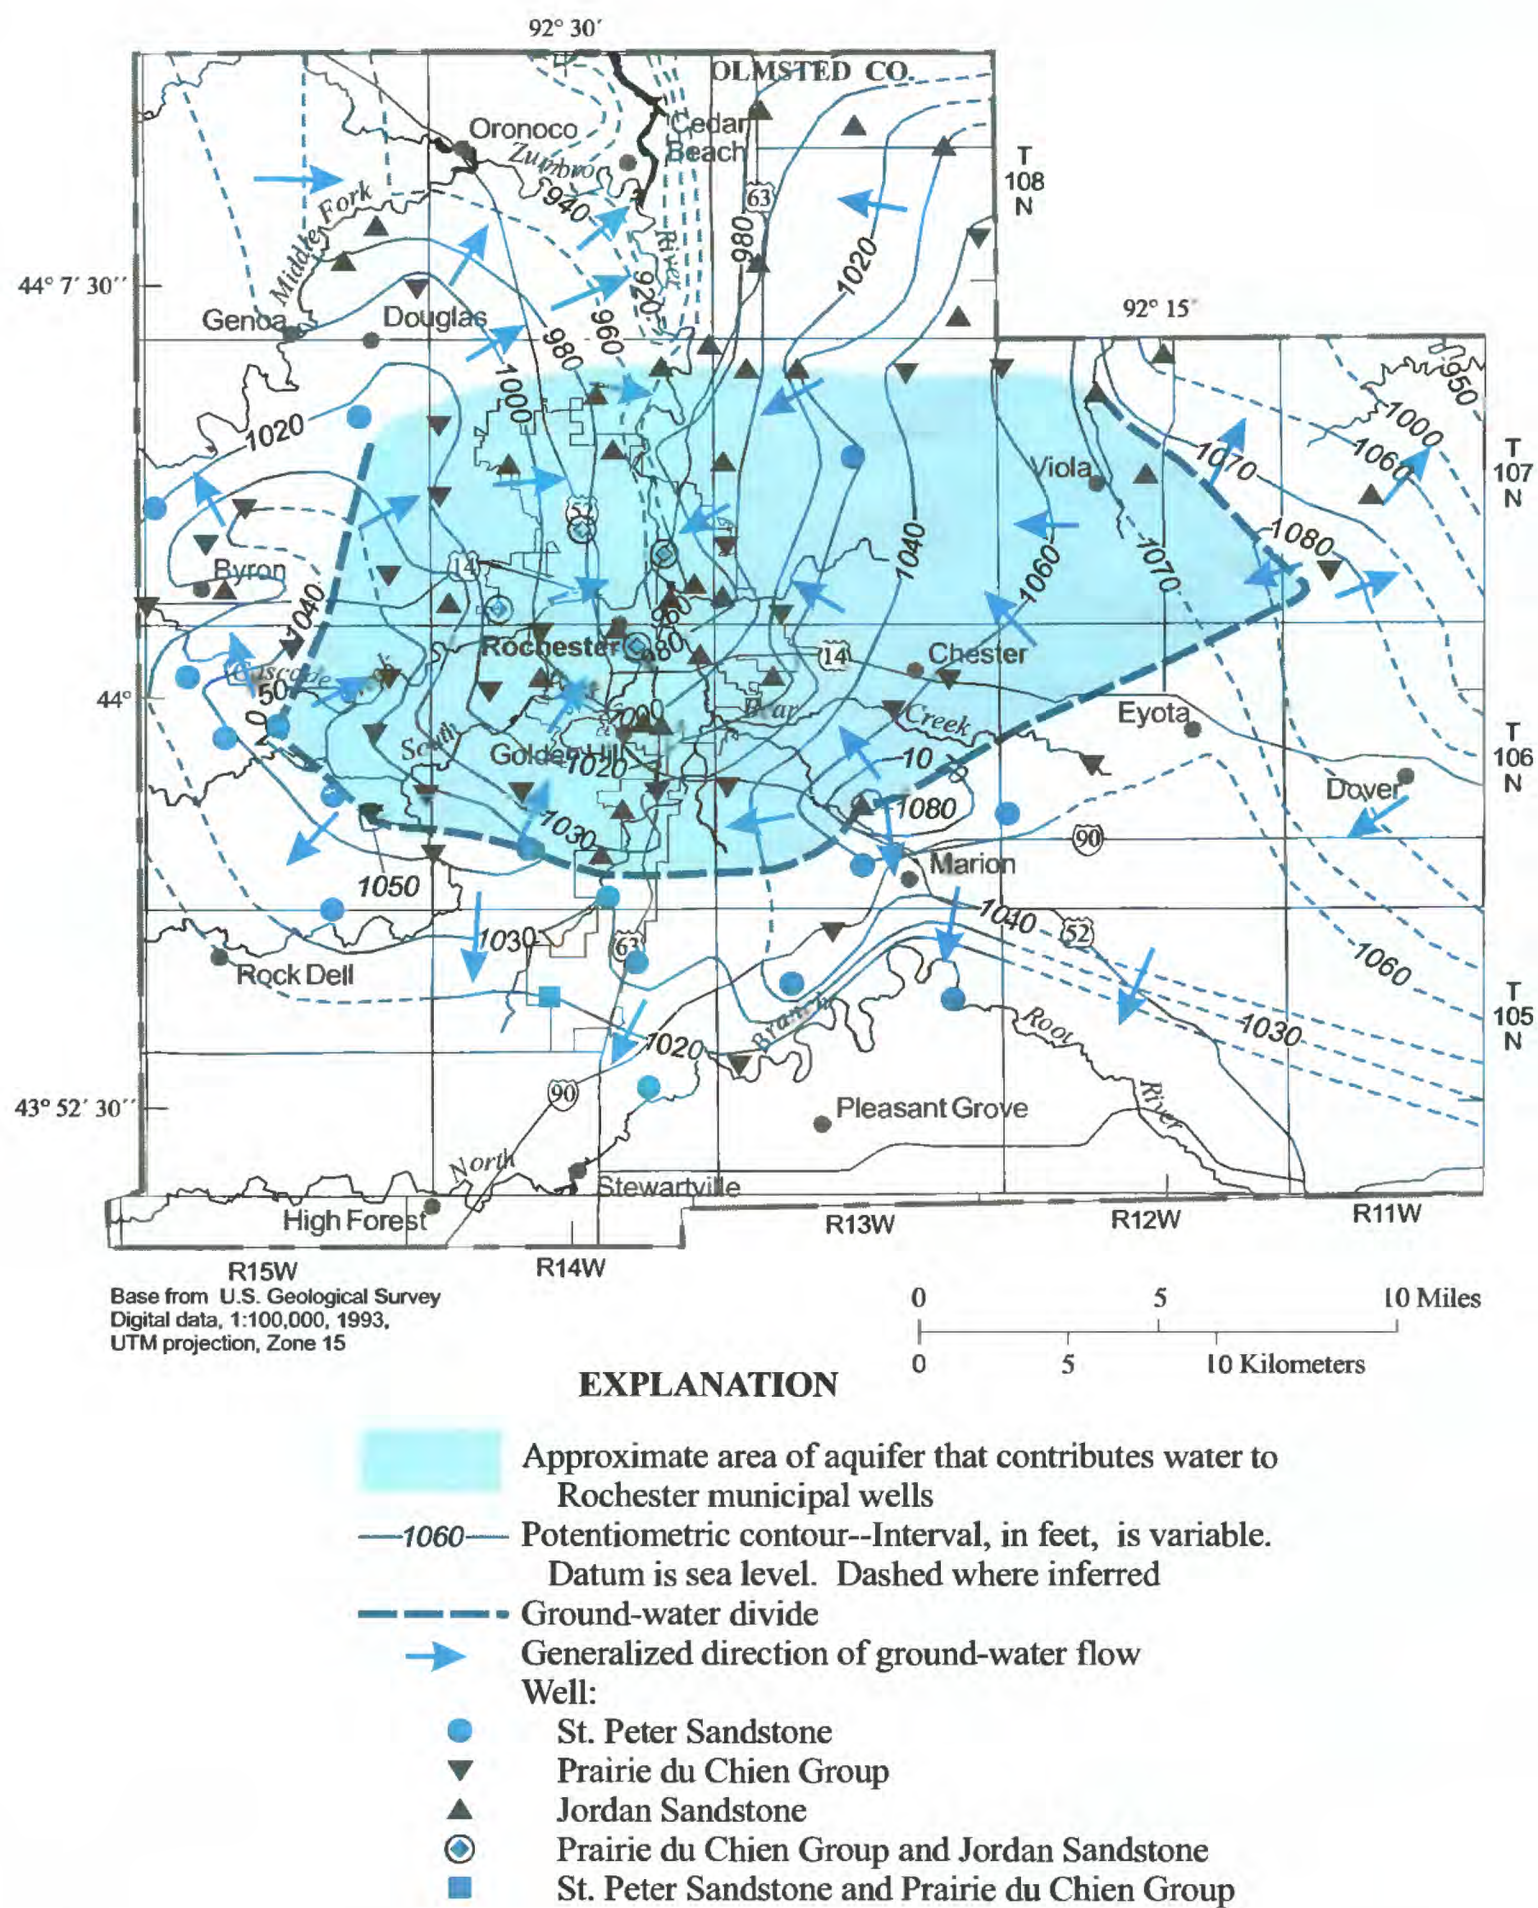 92° 30′
OLMSTED CO.
Oronoco
Cedar
Beach
Zumbro
T
108
N
63
940
Middle Fork
980
1020
River
44° 7′ 30′′
920
92° 15′
Genoa
Douglas
960
980
950
1000
1000
1020
1060
1070
T
107
N
Viola
52
1080
14
1040
Byron
1060
1070
1040
960
Rochester
980
14
Chester
Cascade
Creek
50
44°
1000
Bear
Creek
Eyota
T
106
N
South
Golden Hill
1020
10
Dover
1030
1080
90
Marion
1050
1040
52
1030
63
1060
Rock Dell
T
105
N
Branch
Root
1030
1020
90
River
43° 52′ 30′′
Pleasant Grove
North
Stewartville
High Forest
R13W
R12W
R11W
R15W
R14W
Base from U.S. Geological Survey
Digital data, 1:100,000, 1993,
UTM projection, Zone 15
0 5 10 Miles
0 5 10 Kilometers
EXPLANATION
Approximate area of aquifer that contributes water to
Rochester municipal wells
1060 Potentiometric contour--Interval, in feet, is variable.
Datum is sea level. Dashed where inferred
Ground-water divide
Generalized direction of ground-water flow
Well:
St. Peter Sandstone
Prairie du Chien Group
Jordan Sandstone
Prairie du Chien Group and Jordan Sandstone
St. Peter Sandstone and Prairie du Chien Group